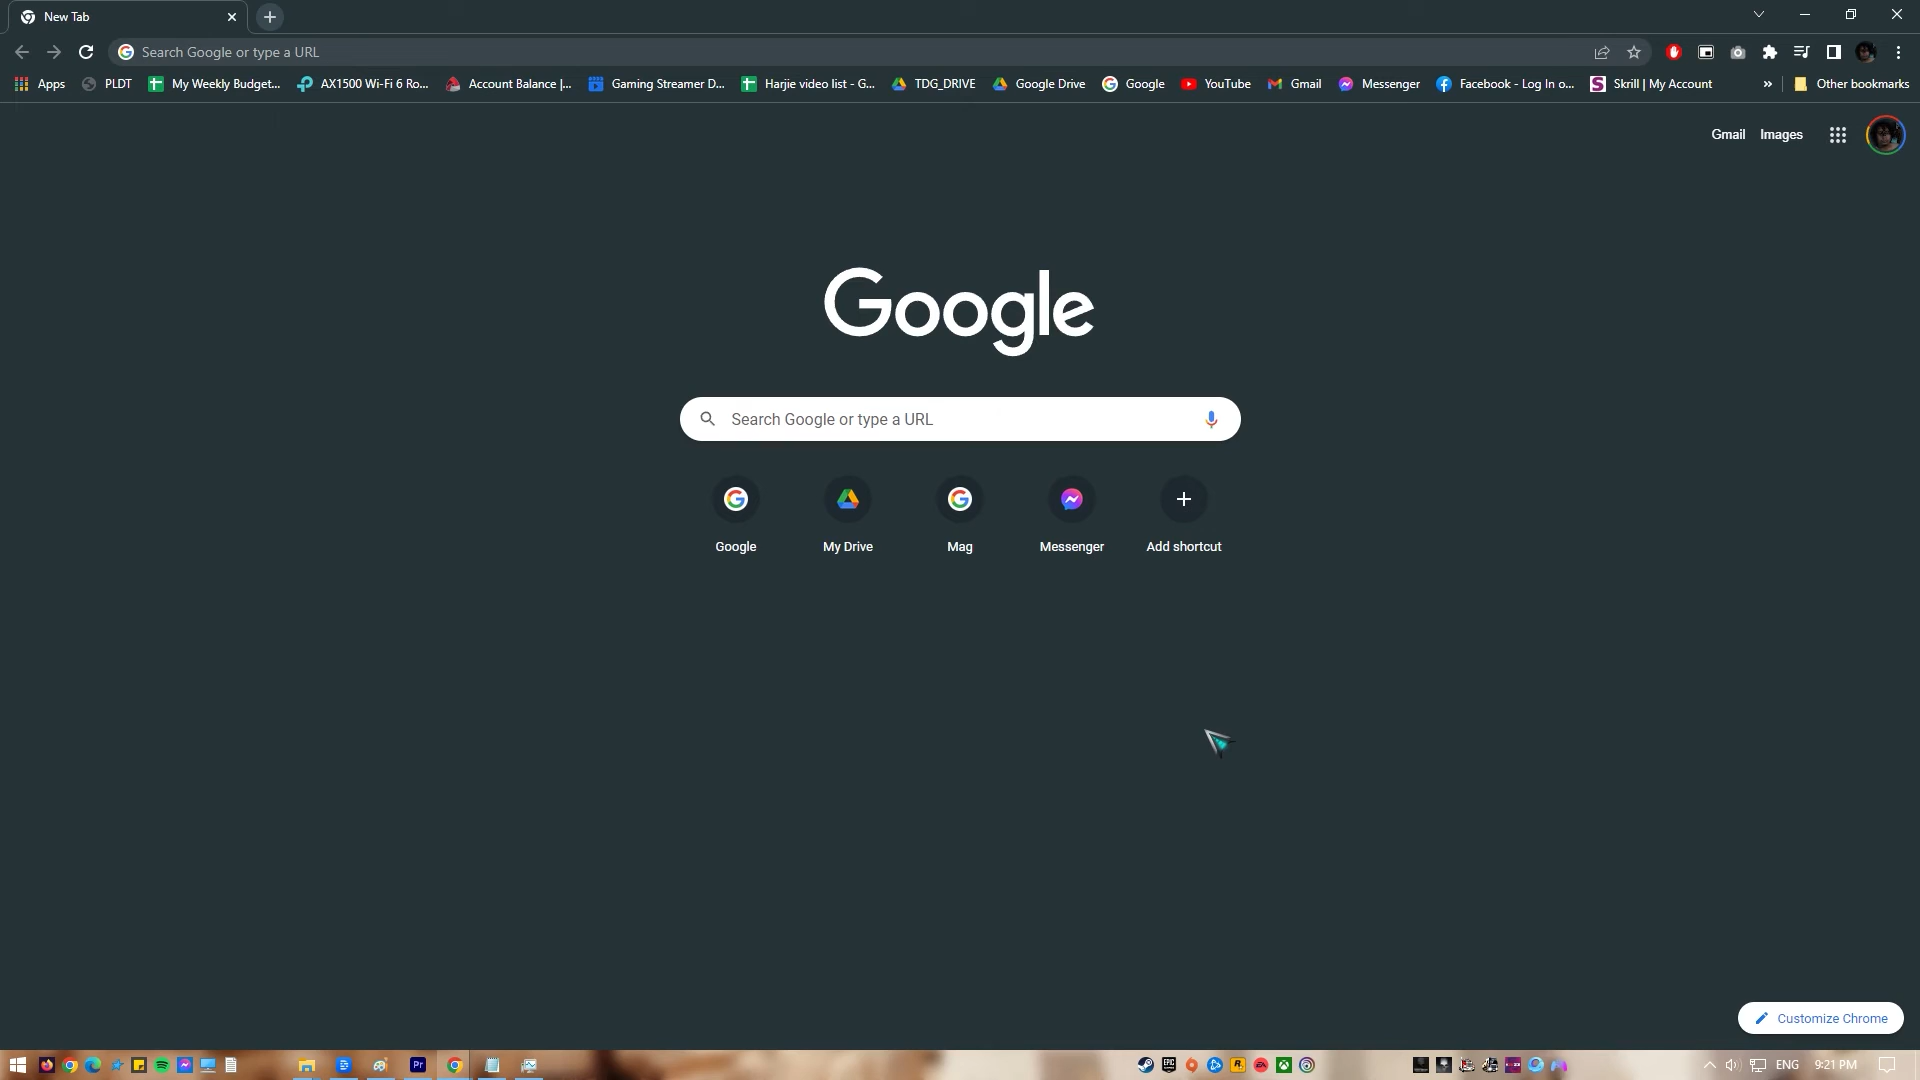 New Tab
Search Google or type a URL
Apps PLDT My Weekly Budget... AX1500 Wi-Fi 6 Ro... Account Balance |... Gaming Streamer D... Harjie video list - G... TDG_DRIVE Google Drive Google YouTube Gmail Messenger Facebook - Log In o... Skrill | My Account » Other bookmarks
Gmail Images
Google
Search Google or type a URL
Google My Drive Mag Messenger Add shortcut
Customize Chrome
Pr EPIC EA ENG 9:21 PM